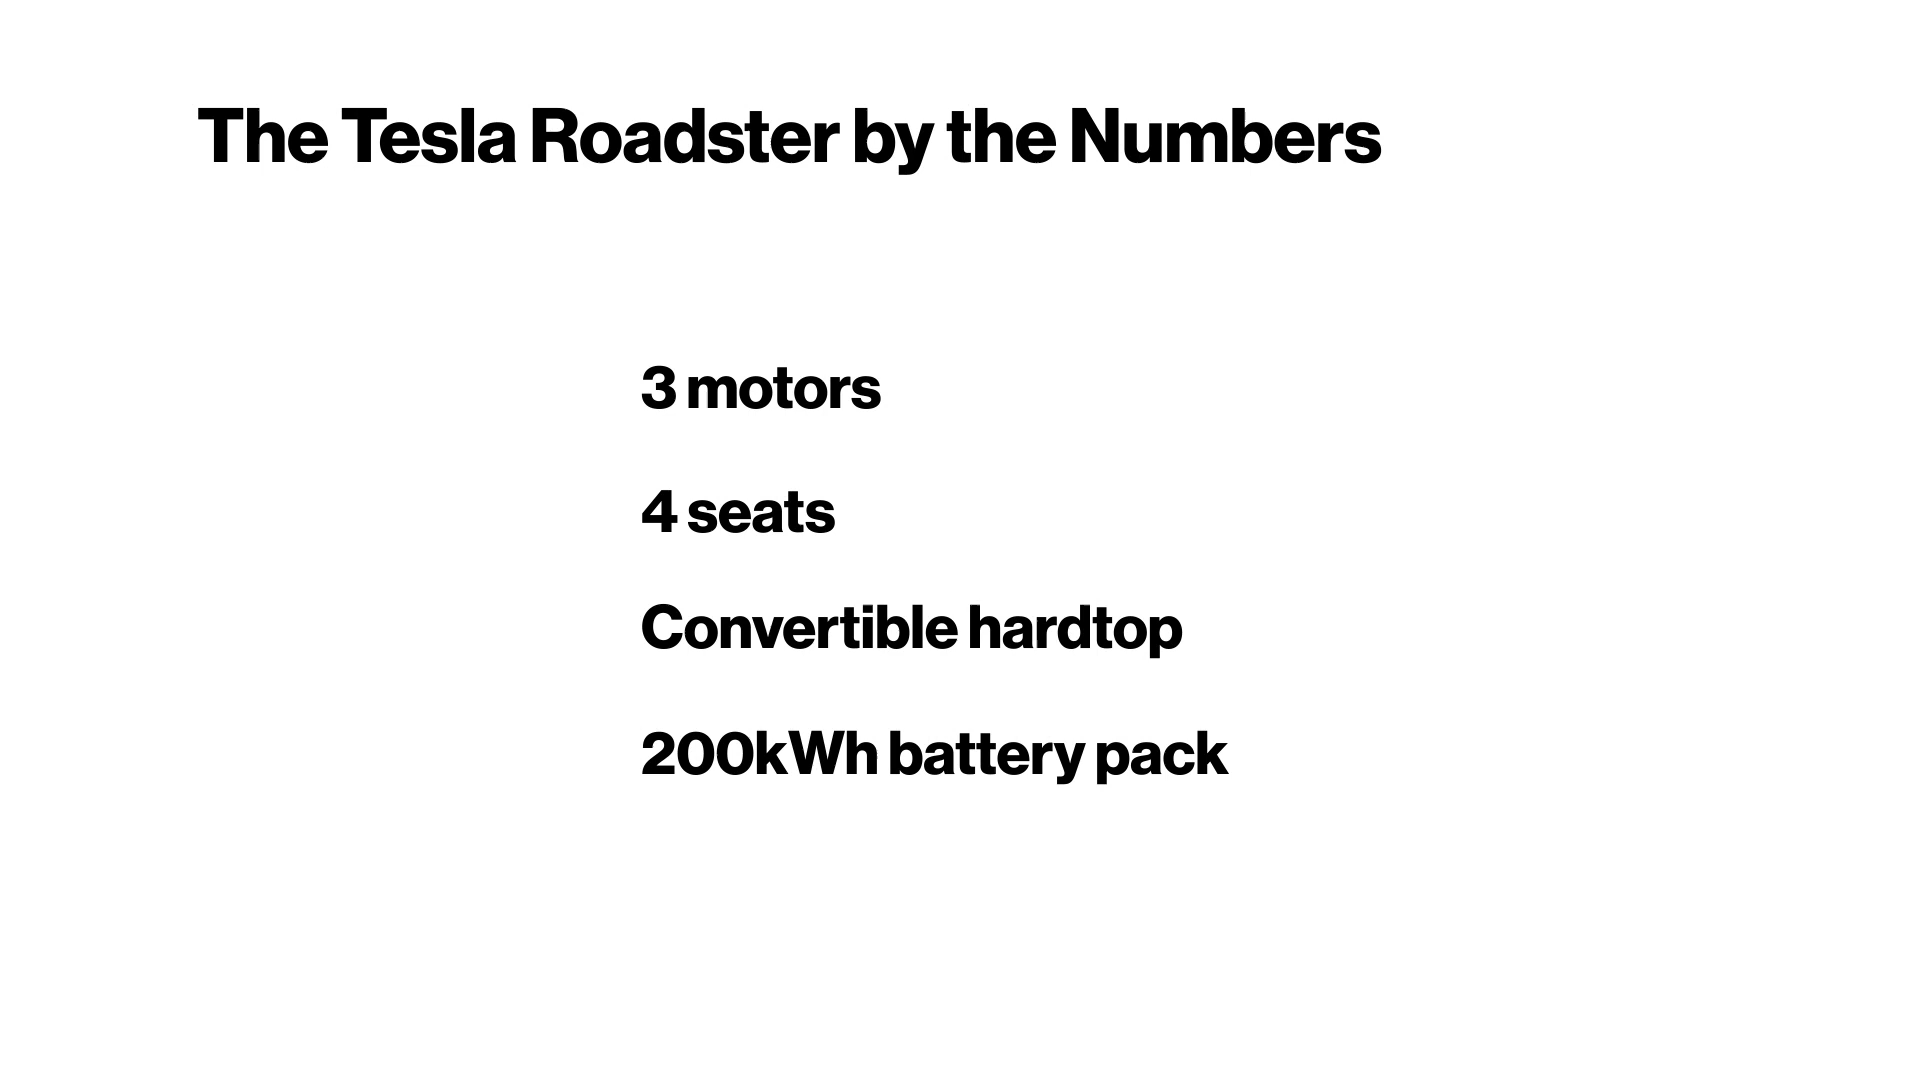 The Tesla Roadster by the Numbers
3 motors
4 seats
Convertible hardtop
200kWh battery pack